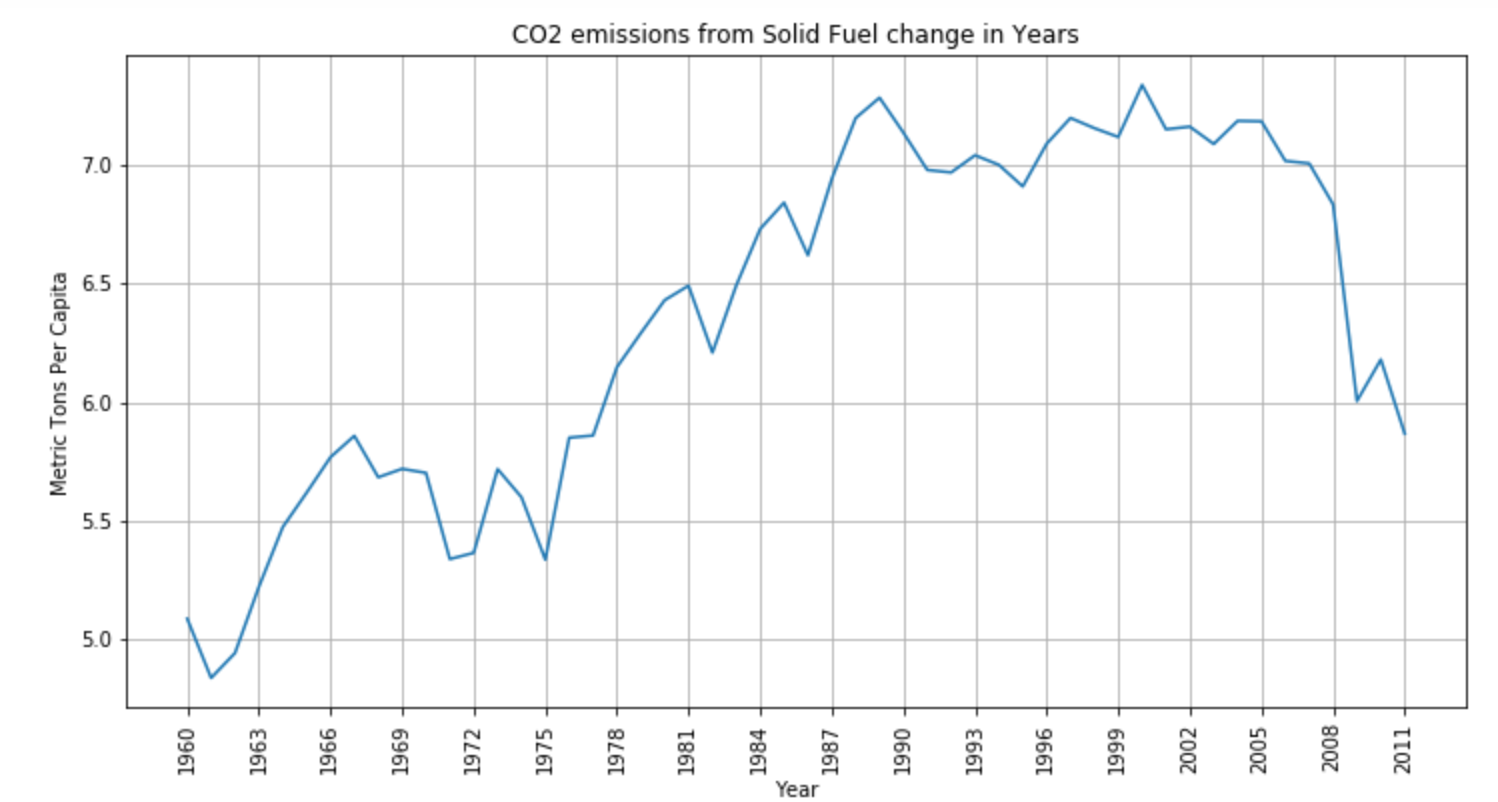 CO2 emissions from Solid Fuel change in Years
Metric Tons Per Capita
7.0
6.5
6.0
5.5
5.0
1960 1963 1966 1969 1972 1975 1978 1981 1984 1987 1990 1993 1996 1999 2002 2005 2008 2011
Year